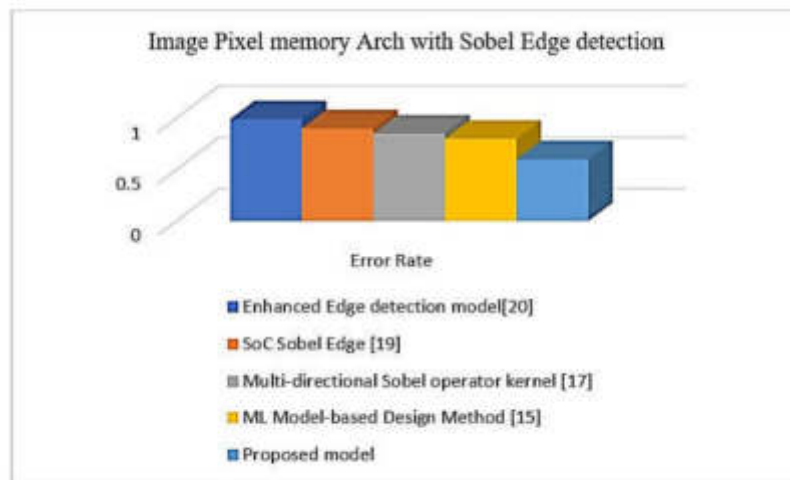 Image Pixel memory Arch with Sobel Edge detection
1
0.5
0
Error Rate
Enhanced Edge detection model[20]
SoC Sobel Edge [19]
Multi-directional Sobel operator kernel [17]
ML Model-based Design Method [15]
Proposed model